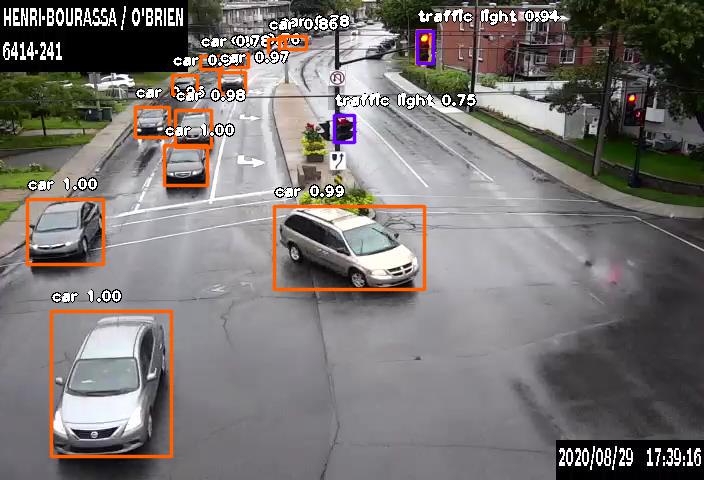 HENRI-BOURASSA / O'BRIEN
6414-241
traffic light 0.94
car 0.97
car 0.98
traffic light 0.75
car 1.00
car 1.00
car 0.99
car 1.00
2020/08/29 17:39:16